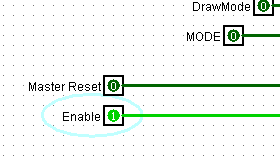 DrawMode 0
MODE 0
Master Reset 0
Enable 1